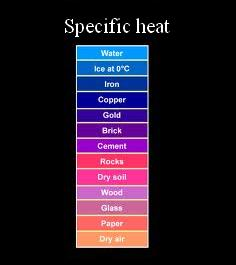 Specific heat
Water
Ice at 0°C
Iron
Copper
Gold
Brick
Cement
Rocks
Dry soil
Wood
Glass
Paper
Dry air